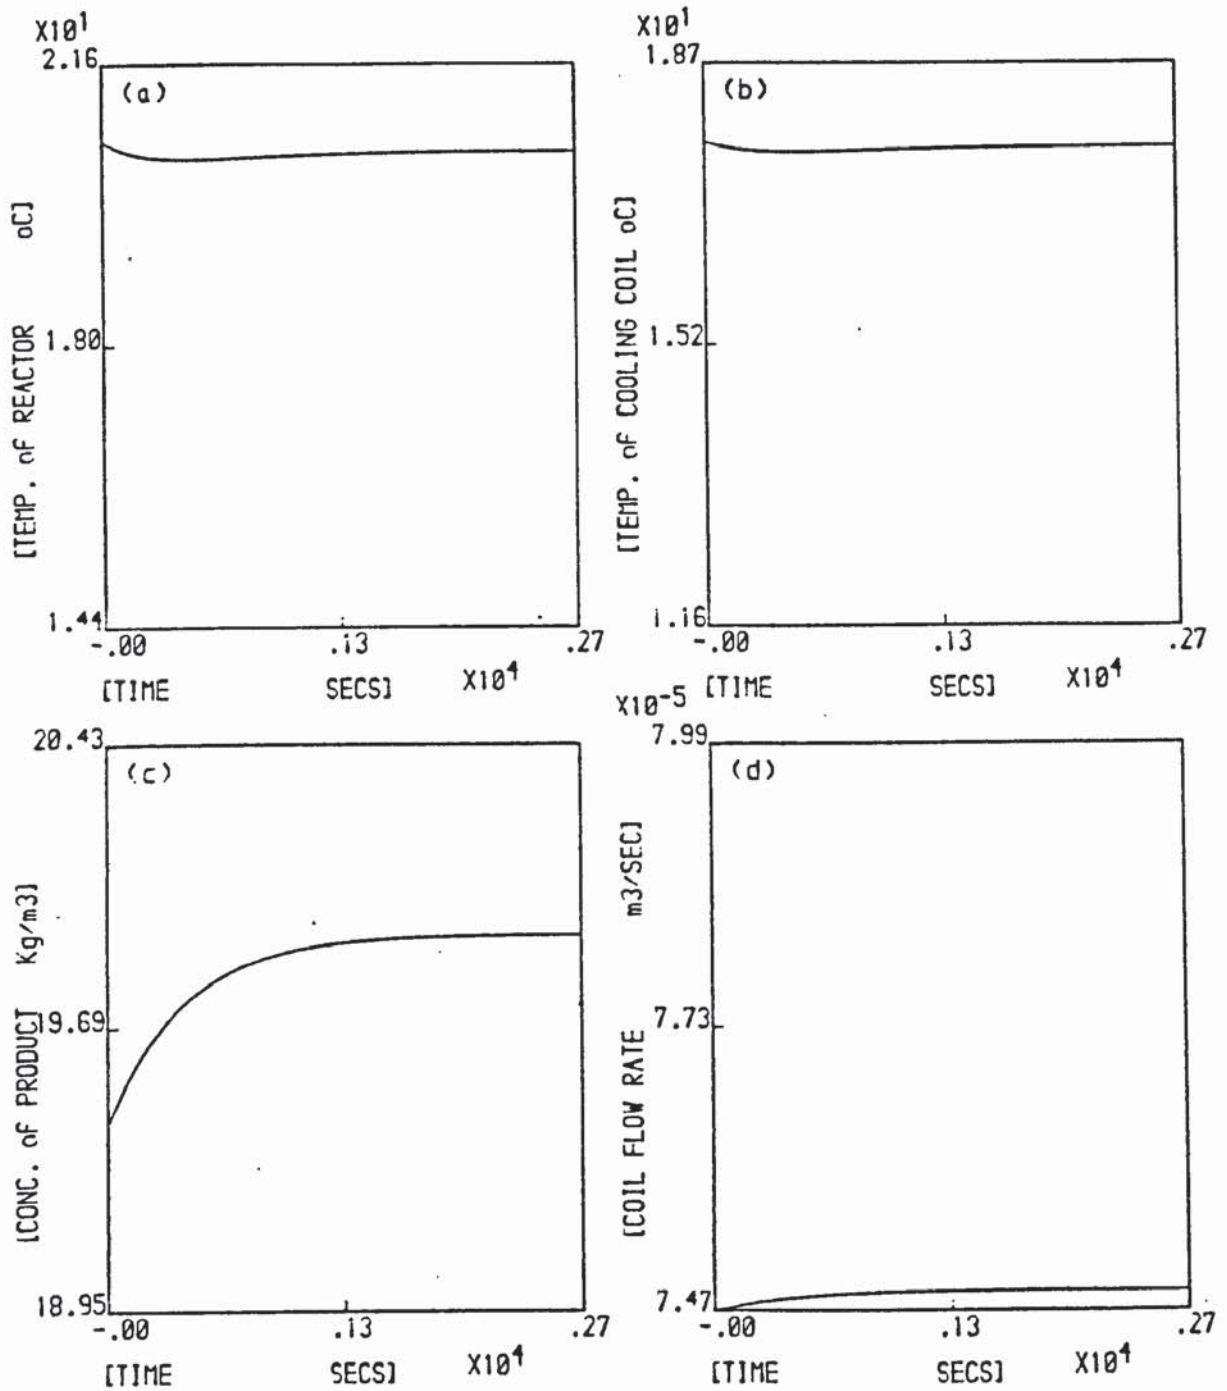 X10¹
2.16
(a)
[TEMP. of REACTOR oC]
1.80
1.44
-.00 .13 .27
[TIME SECS] X10⁴
X10¹
1.87
(b)
[TEMP. of COOLING COIL oC]
1.52
1.16
-.00 .13 .27
[TIME SECS] X10⁴
20.43
(c)
[CONC. of PRODUCT Kg/m3]
19.69
18.95
-.00 .13 .27
[TIME SECS] X10⁴
X10⁻⁵
7.99
(d)
[COIL FLOW RATE m3/SEC]
7.73
7.47
-.00 .13 .27
[TIME SECS] X10⁴